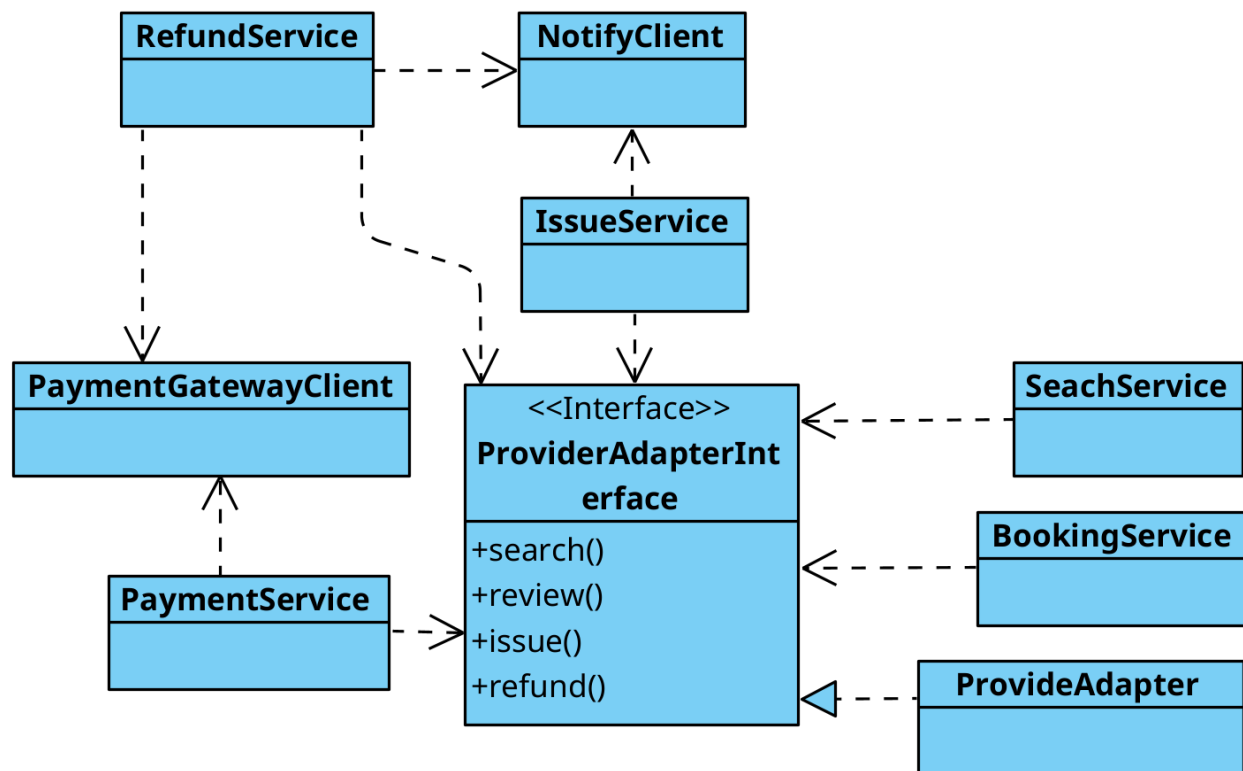 RefundService
NotifyClient
IssueService
PaymentGatewayClient
<<Interface>>
ProviderAdapterInt
erface
+search()
+review()
+issue()
+refund()
SeachService
BookingService
PaymentService
ProvideAdapter